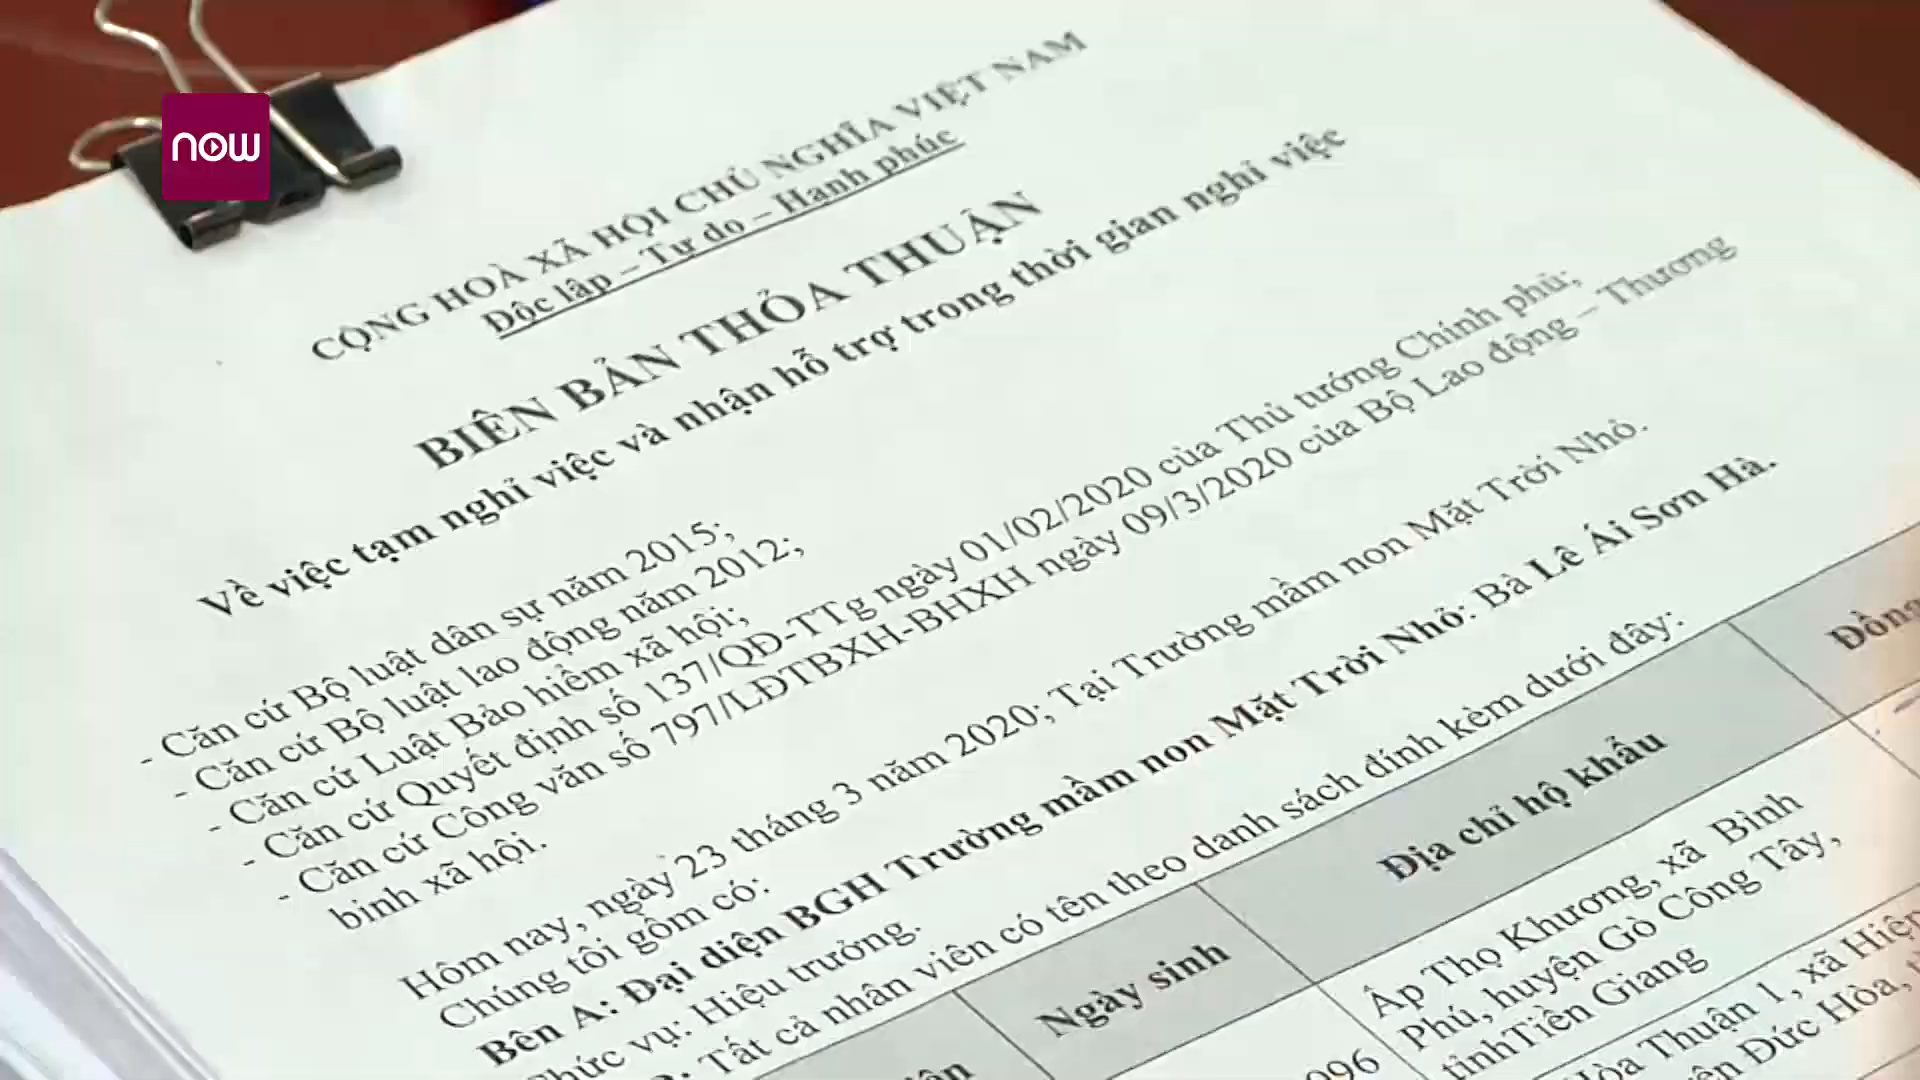 now
CỘNG HOÀ XÃ HỘI CHỦ NGHĨA VIỆT NAM
Độc lập – Tự do – Hạnh phúc
BIÊN BẢN THỎA THUẬN
Về việc tạm nghỉ việc và nhận hỗ trợ trong thời gian nghỉ việc
- Căn cứ Bộ luật dân sự năm 2015;
- Căn cứ Bộ luật lao động năm 2012;
- Căn cứ Luật Bảo hiểm xã hội;
- Căn cứ Quyết định số 137/QĐ-TTg ngày 01/02/2020 của Thủ tướng Chính phủ;
- Căn cứ Công văn số 797/LĐTBXH-BHXH ngày 09/3/2020 của Bộ Lao động – Thương
binh xã hội.
Hôm nay, ngày 23 tháng 3 năm 2020; Tại Trường mầm non Mặt Trời Nhỏ.
Chúng tôi gồm có:
Bên A: Đại diện BGH Trường mầm non Mặt Trời Nhỏ: Bà Lê Ái Sơn Hà.
Chức vụ: Hiệu trưởng.
Tất cả nhân viên có tên theo danh sách đính kèm dưới đây:
Ngày sinh
Địa chỉ hộ khẩu
Ấp Thọ Khương, xã Bình
Phú, huyện Gò Công Tây,
tỉnhTiền Giang
Thuận 1, xã Hiệp
Đức Hòa,